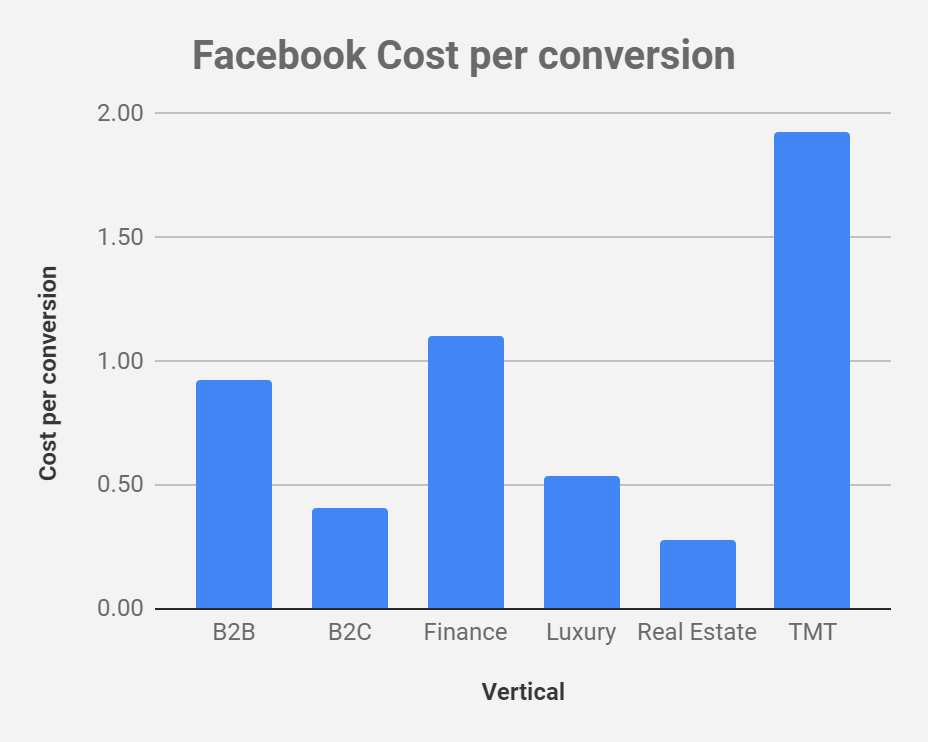 Facebook Cost per conversion
2.00
1.50
1.00
0.50
0.00
Cost per conversion
B2B B2C Finance Luxury Real Estate TMT
Vertical